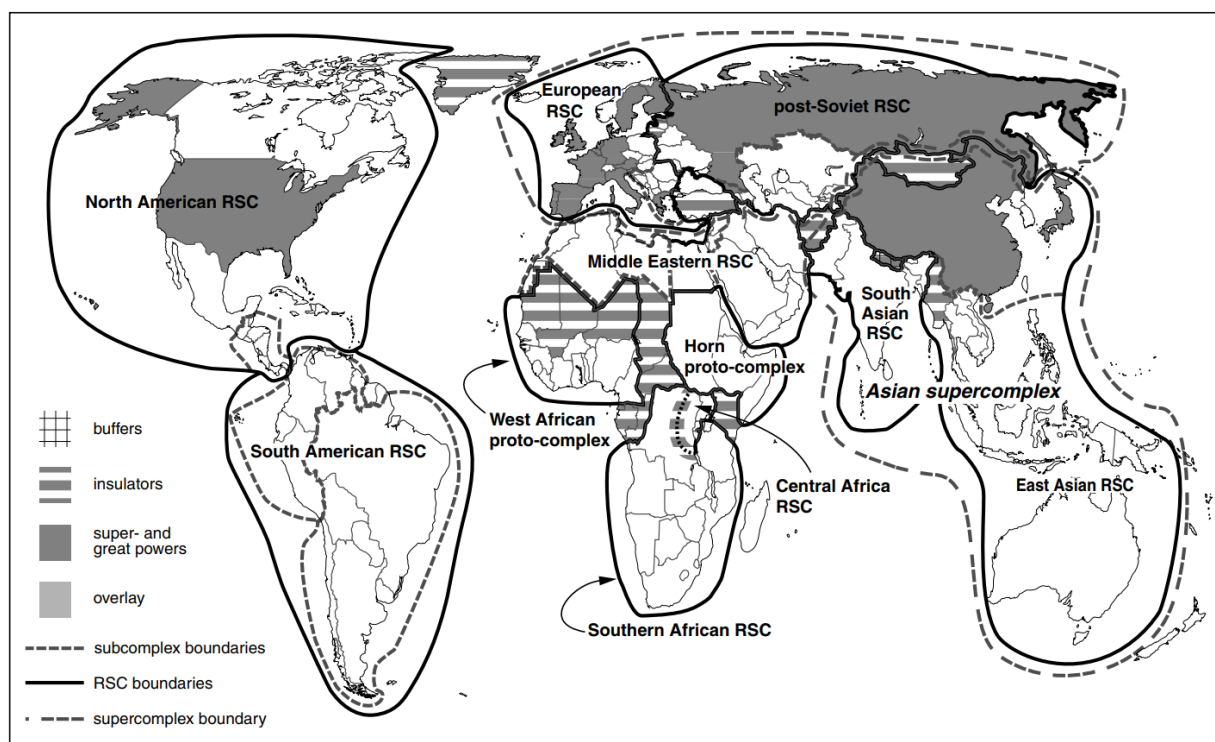 European
RSC
post-Soviet RSC
North American RSC
Middle Eastern RSC
South
Asian
RSC
Horn
proto-complex
Asian supercomplex
West African
proto-complex
South American RSC
Central Africa
RSC
East Asian RSC
Southern African RSC
buffers
insulators
super- and
great powers
overlay
subcomplex boundaries
RSC boundaries
supercomplex boundary